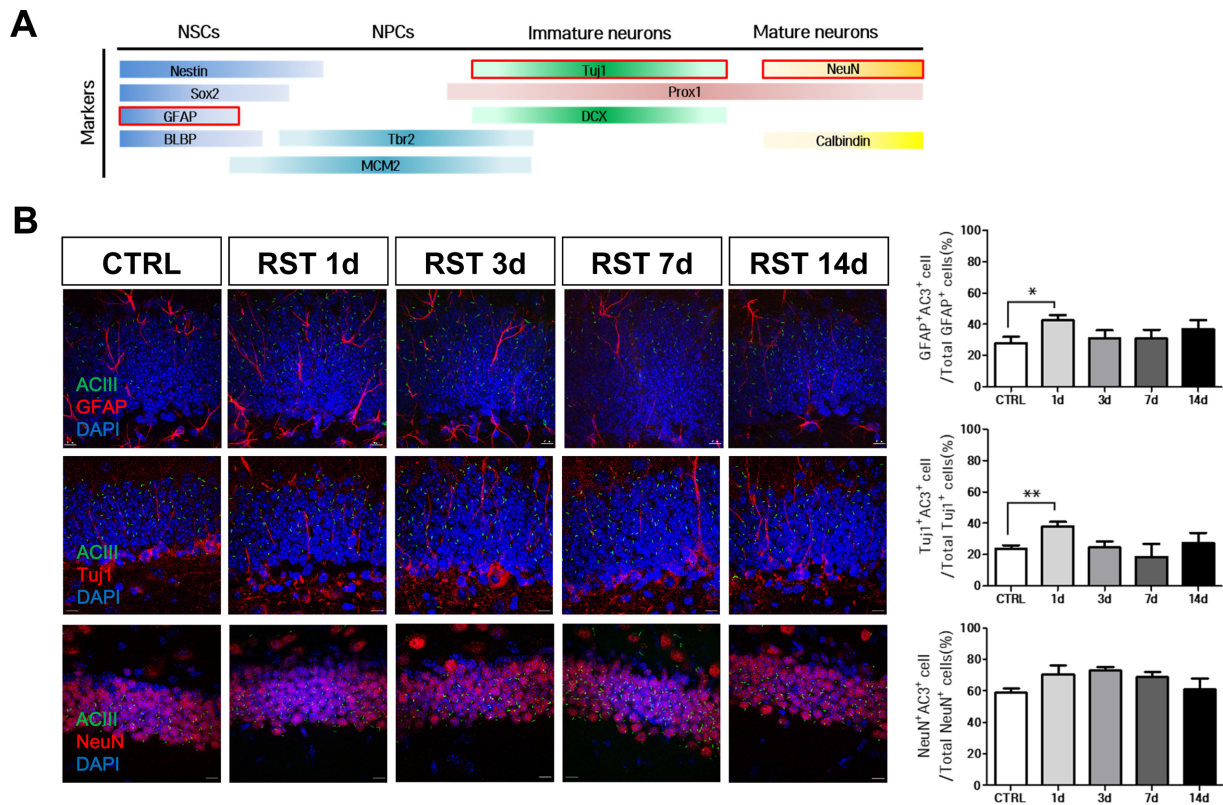 A
NSCs NPCs Immature neurons Mature neurons
Markers
Nestin Tuj1 NeuN
Sox2 Prox1
GFAP DCX
BLBP Tbr2 Calbindin
MCM2
B
CTRL RST 1d RST 3d RST 7d RST 14d
ACIII
GFAP
DAPI
ACIII
Tuj1
DAPI
ACIII
NeuN
DAPI
GFAP⁺AC3⁺ cell
/Total GFAP⁺ cells(%)
100
80
60
40
20
0
*
CTRL 1d 3d 7d 14d
Tuj1⁺AC3⁺ cell
/Total Tuj1⁺ cells(%)
100
80
60
40
20
0
**
CTRL 1d 3d 7d 14d
NeuN⁺AC3⁺ cell
/Total NeuN⁺ cells(%)
100
80
60
40
20
0
CTRL 1d 3d 7d 14d